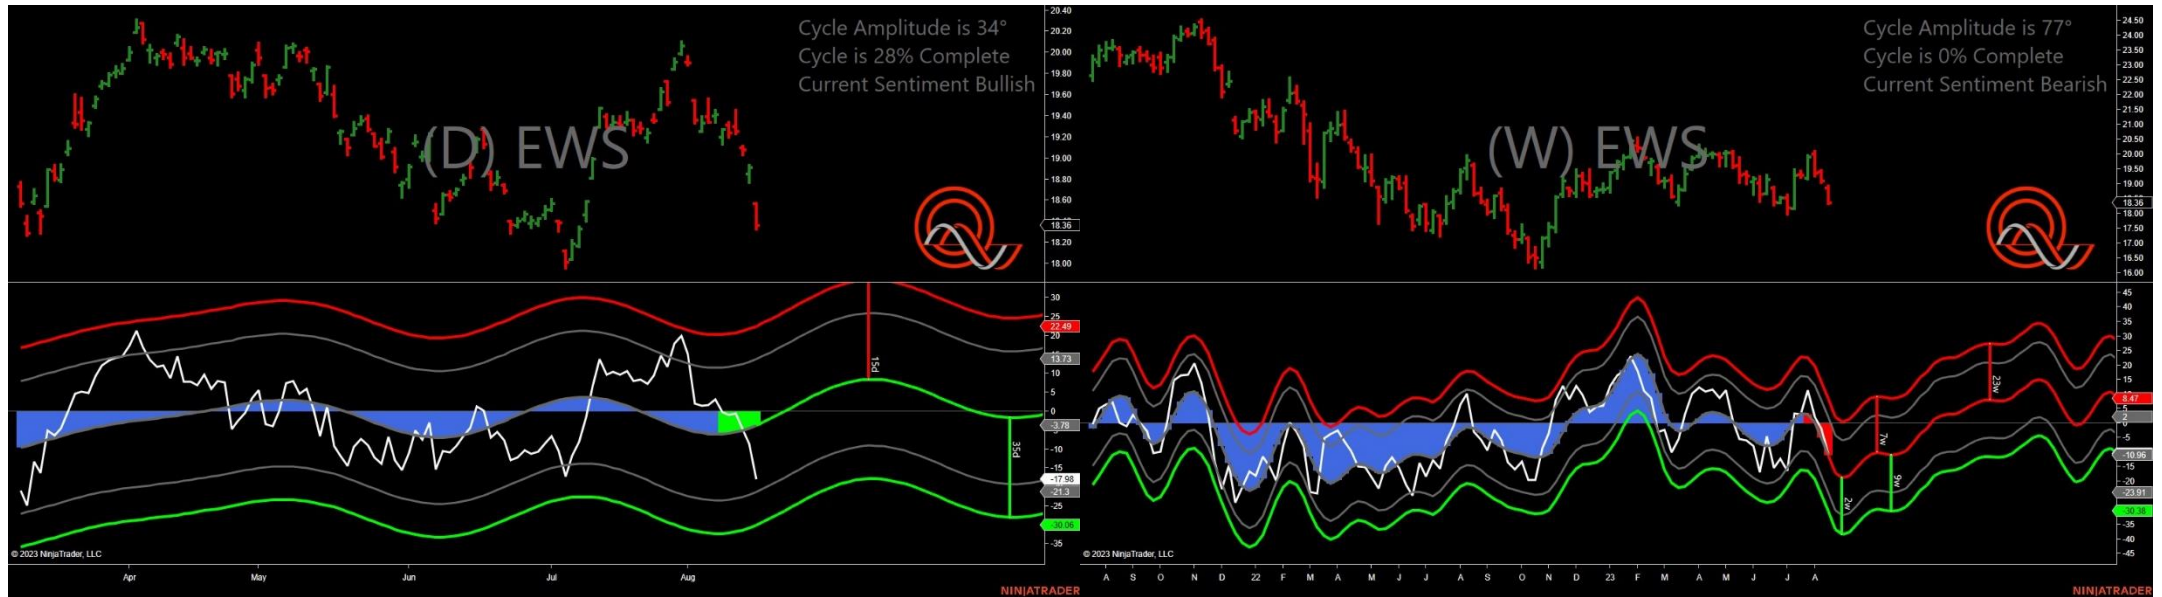 Cycle Amplitude is 34°
Cycle is 28% Complete
Current Sentiment Bullish
(D) EWS
20.40
20.20
20.00
19.80
19.60
19.40
19.20
19.00
18.80
18.60
18.36
18.20
18.00
30
25
22.49
20
13.73
10
5
0
-3.78
-10
-15
-17.98
-21.3
-25
-30.06
-35
15d
35d
© 2023 NinjaTrader, LLC
Apr
May
Jun
Jul
Aug
NINJATRADER
Cycle Amplitude is 77°
Cycle is 0% Complete
Current Sentiment Bearish
(W) EWS
24.50
24.00
23.50
23.00
22.50
22.00
21.50
21.00
20.50
20.00
19.50
19.00
18.36
18.00
17.50
17.00
16.50
16.00
45
40
35
30
25
20
15
8.47
5
2
0
-5
-10.96
-15
-20
-23.91
-30.38
-35
-40
-45
7w
2w
9w
23w
© 2023 NinjaTrader, LLC
A S O N D 22 F M A M J J A S O N D 23 F M A M J J A
NINJATRADER